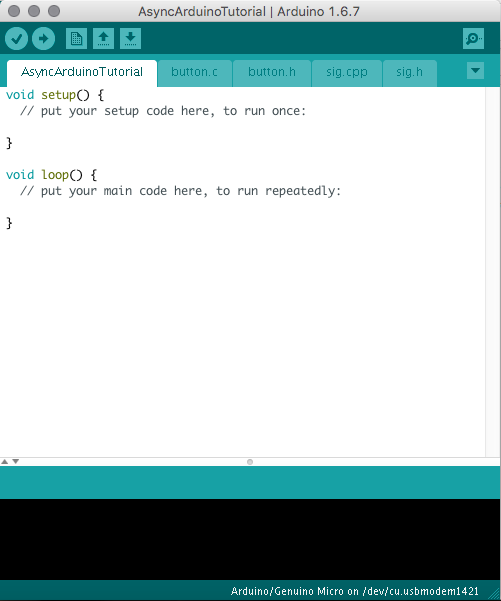 AsyncArduinoTutorial | Arduino 1.6.7
AsyncArduinoTutorial button.c button.h sig.cpp sig.h
void setup() {
  // put your setup code here, to run once:
}
void loop() {
  // put your main code here, to run repeatedly:
}
Arduino/Genuino Micro on /dev/cu.usbmodem1421